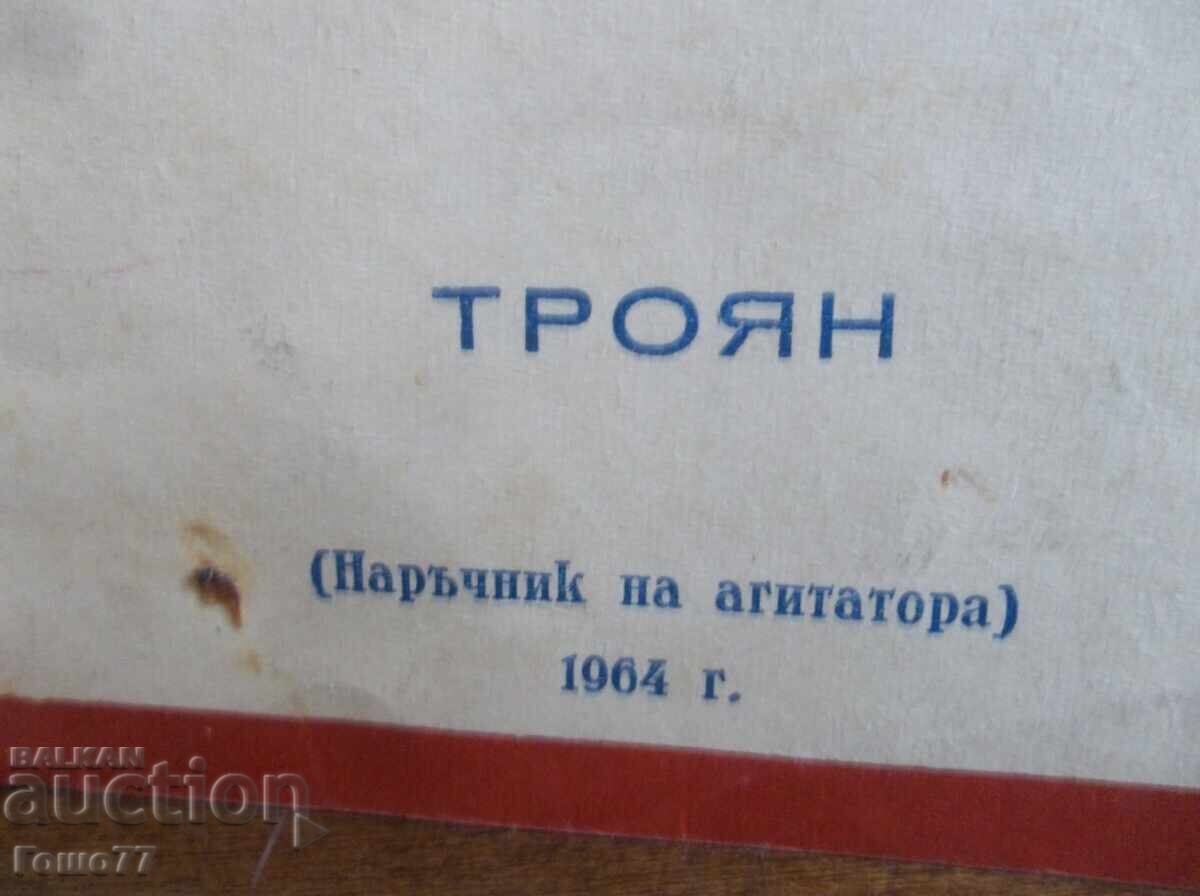 ТРОЯН
(Наръчник на агитатора)
1964 г.
BALKAN
auction
Гошо77